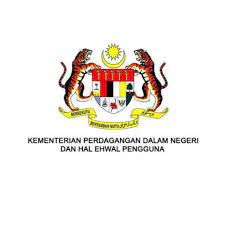 KEMENTERIAN PERDAGANGAN DALAM NEGERI
DAN HAL EHWAL PENGGUNA